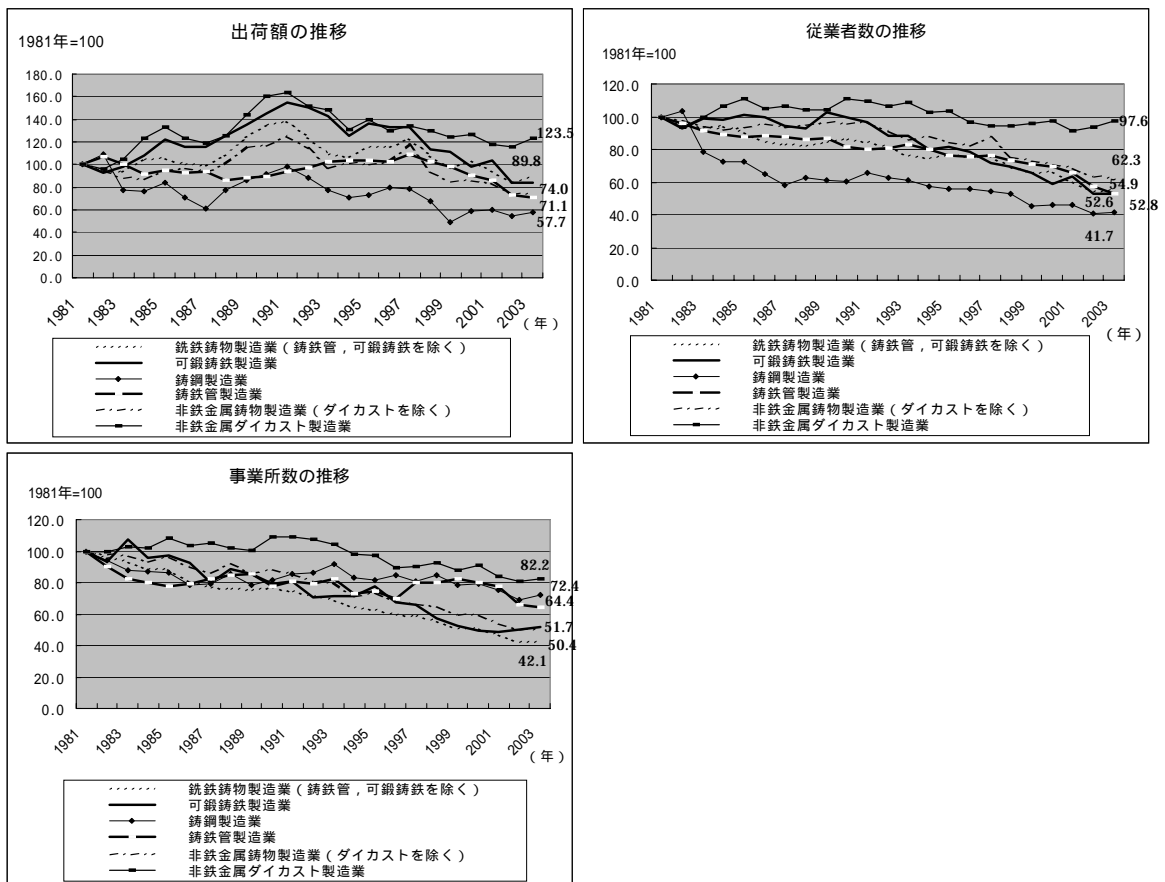 出荷額の推移
1981年=100
180.0
160.0
140.0
120.0
100.0
80.0
60.0
40.0
20.0
0.0
123.5
89.8
74.0
71.1
57.7
1981
1983
1985
1987
1989
1991
1993
1995
1997
1999
2001
2003
(年)
銑鉄鋳物製造業(鋳鉄管，可鍛鋳鉄を除く)
可鍛鋳鉄製造業
鋳鋼製造業
鋳鉄管製造業
非鉄金属鋳物製造業(ダイカストを除く)
非鉄金属ダイカスト製造業
従業者数の推移
1981年=100
120.0
100.0
80.0
60.0
40.0
20.0
0.0
97.6
62.3
54.9
52.6
52.8
41.7
1981
1983
1985
1987
1989
1991
1993
1995
1997
1999
2001
2003
(年)
銑鉄鋳物製造業(鋳鉄管，可鍛鋳鉄を除く)
可鍛鋳鉄製造業
鋳鋼製造業
鋳鉄管製造業
非鉄金属鋳物製造業(ダイカストを除く)
非鉄金属ダイカスト製造業
事業所数の推移
1981年=100
120.0
100.0
80.0
60.0
40.0
20.0
0.0
82.2
72.4
64.4
51.7
50.4
42.1
1981
1983
1985
1987
1989
1991
1993
1995
1997
1999
2001
2003
(年)
銑鉄鋳物製造業(鋳鉄管，可鍛鋳鉄を除く)
可鍛鋳鉄製造業
鋳鋼製造業
鋳鉄管製造業
非鉄金属鋳物製造業(ダイカストを除く)
非鉄金属ダイカスト製造業